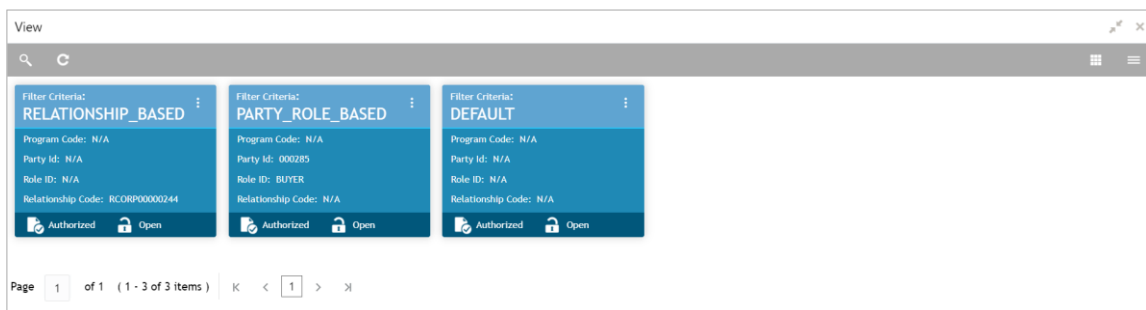 View
Filter Criteria:
RELATIONSHIP_BASED
Program Code: N/A
Party Id: N/A
Role ID: N/A
Relationship Code: RCORP00000244
Authorized Open
Filter Criteria:
PARTY_ROLE_BASED
Program Code: N/A
Party Id: 000285
Role ID: BUYER
Relationship Code: N/A
Authorized Open
Filter Criteria:
DEFAULT
Program Code: N/A
Party Id: N/A
Role ID: N/A
Relationship Code: N/A
Authorized Open
Page 1 of 1 ( 1 - 3 of 3 items ) 1